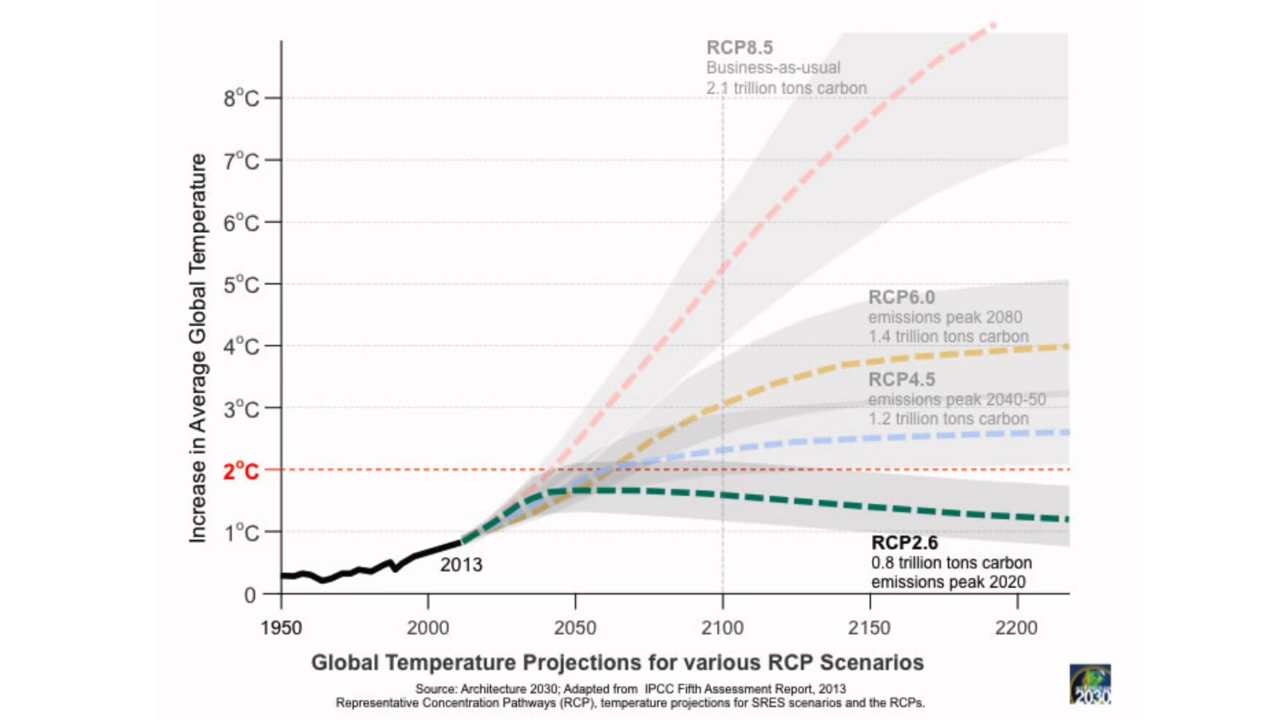 RCP8.5
Business-as-usual
2.1 trillion tons carbon
8°C
7°C
6°C
5°C
4°C
3°C
2°C
1°C
0
Increase in Average Global Temperature
RCP6.0
emissions peak 2080
1.4 trillion tons carbon
RCP4.5
emissions peak 2040-50
1.2 trillion tons carbon
RCP2.6
0.8 trillion tons carbon
emissions peak 2020
2013
1950 2000 2050 2100 2150 2200
Global Temperature Projections for various RCP Scenarios
Source: Architecture 2030; Adapted from IPCC Fifth Assessment Report, 2013
Representative Concentration Pathways (RCP), temperature projections for SRES scenarios and the RCPs.
2030